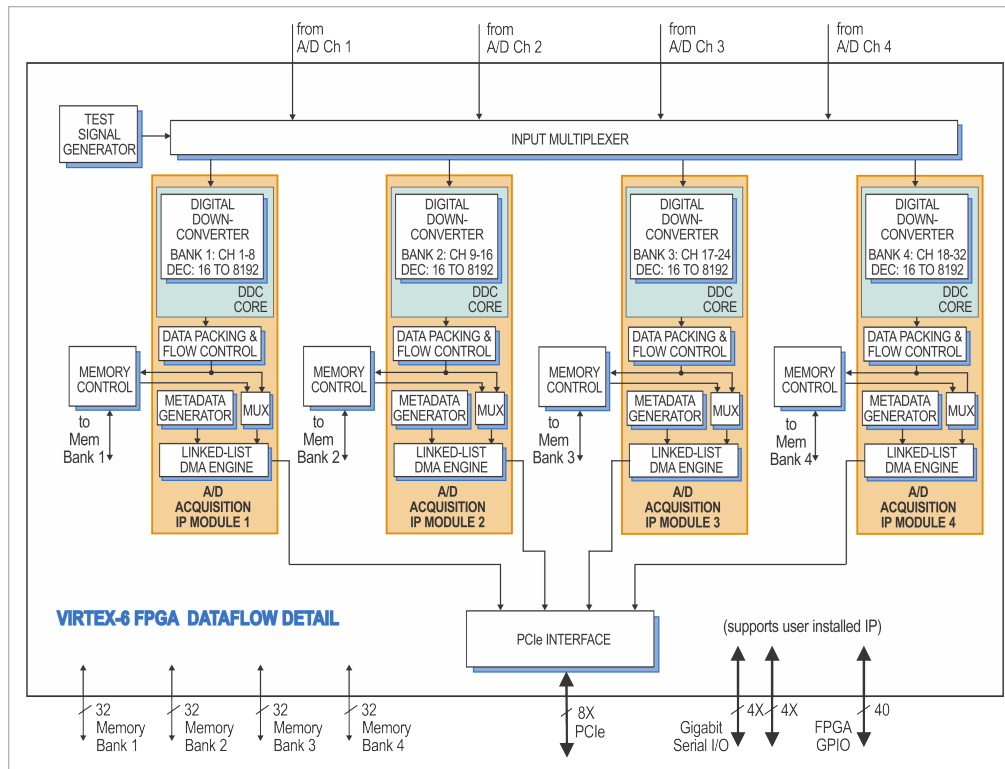 from
A/D Ch 1
from
A/D Ch 2
from
A/D Ch 3
from
A/D Ch 4
TEST
SIGNAL
GENERATOR
INPUT MULTIPLEXER
DIGITAL
DOWN-
CONVERTER
BANK 1: CH 1-8
DEC: 16 TO 8192
DDC
CORE
DATA PACKING &
FLOW CONTROL
MEMORY
CONTROL
METADATA
GENERATOR
MUX
to
Mem
Bank 1
LINKED-LIST
DMA ENGINE
A/D
ACQUISITION
IP MODULE 1
DIGITAL
DOWN-
CONVERTER
BANK 2: CH 9-16
DEC: 16 TO 8192
DDC
CORE
DATA PACKING &
FLOW CONTROL
MEMORY
CONTROL
METADATA
GENERATOR
MUX
to
Mem
Bank 2
LINKED-LIST
DMA ENGINE
A/D
ACQUISITION
IP MODULE 2
DIGITAL
DOWN-
CONVERTER
BANK 3: CH 17-24
DEC: 16 TO 8192
DDC
CORE
DATA PACKING &
FLOW CONTROL
MEMORY
CONTROL
METADATA
GENERATOR
MUX
to
Mem
Bank 3
LINKED-LIST
DMA ENGINE
A/D
ACQUISITION
IP MODULE 3
DIGITAL
DOWN-
CONVERTER
BANK 4: CH 18-32
DEC: 16 TO 8192
DDC
CORE
DATA PACKING &
FLOW CONTROL
MEMORY
CONTROL
METADATA
GENERATOR
MUX
to
Mem
Bank 4
LINKED-LIST
DMA ENGINE
A/D
ACQUISITION
IP MODULE 4
VIRTEX-6 FPGA DATAFLOW DETAIL
PCIe INTERFACE
(supports user installed IP)
32
Memory
Bank 1
32
Memory
Bank 2
32
Memory
Bank 3
32
Memory
Bank 4
8X
PCIe
4X
4X
Gigabit
Serial I/O
40
FPGA
GPIO